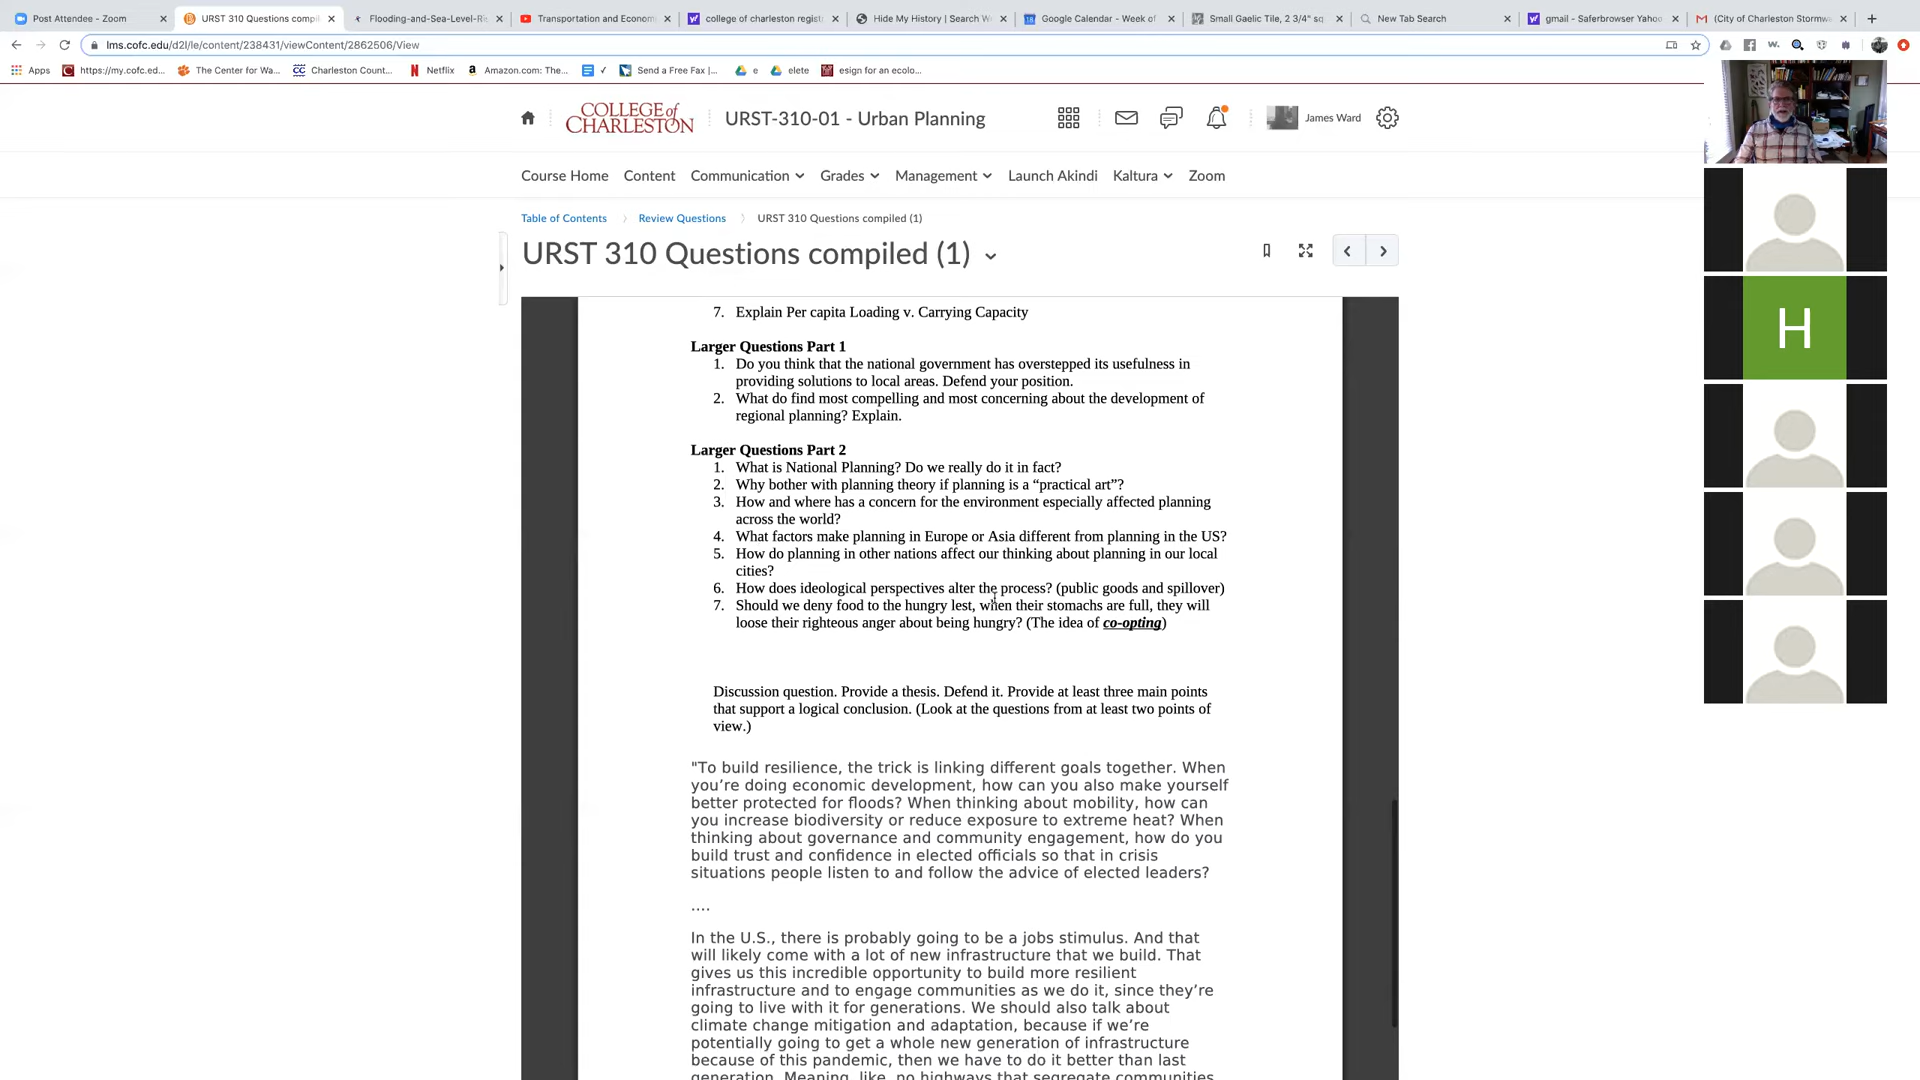 Post Attendee - Zoom
URST 310 Questions compil
Flooding-and-Sea-Level-Ri
Transportation and Econom
college of charleston registr
Hide My History | Search W
Google Calendar - Week of
Small Gaelic Tile, 2 3/4" sq
New Tab Search
gmail - Saferbrowser Yahoo
(City of Charleston Stormwa
lms.cofc.edu/d2l/le/content/238431/viewContent/2862506/View
Apps
https://my.cofc.ed...
The Center for Wa...
Charleston Count...
Netflix
Amazon.com: The...
Send a Free Fax |...
e
elete
esign for an ecolo...
COLLEGE of CHARLESTON
URST-310-01 - Urban Planning
James Ward
Course Home
Content
Communication
Grades
Management
Launch Akindi
Kaltura
Zoom
Table of Contents
Review Questions
URST 310 Questions compiled (1)
URST 310 Questions compiled (1)
7. Explain Per capita Loading v. Carrying Capacity
Larger Questions Part 1
1. Do you think that the national government has overstepped its usefulness in
providing solutions to local areas. Defend your position.
2. What do find most compelling and most concerning about the development of
regional planning? Explain.
Larger Questions Part 2
1. What is National Planning? Do we really do it in fact?
2. Why bother with planning theory if planning is a “practical art”?
3. How and where has a concern for the environment especially affected planning
across the world?
4. What factors make planning in Europe or Asia different from planning in the US?
5. How do planning in other nations affect our thinking about planning in our local
cities?
6. How does ideological perspectives alter the process? (public goods and spillover)
7. Should we deny food to the hungry lest, when their stomachs are full, they will
loose their righteous anger about being hungry? (The idea of co-opting)
Discussion question. Provide a thesis. Defend it. Provide at least three main points
that support a logical conclusion. (Look at the questions from at least two points of
view.)
"To build resilience, the trick is linking different goals together. When
you’re doing economic development, how can you also make yourself
better protected for floods? When thinking about mobility, how can
you increase biodiversity or reduce exposure to extreme heat? When
thinking about governance and community engagement, how do you
build trust and confidence in elected officials so that in crisis
situations people listen to and follow the advice of elected leaders?
....
In the U.S., there is probably going to be a jobs stimulus. And that
will likely come with a lot of new infrastructure that we build. That
gives us this incredible opportunity to build more resilient
infrastructure and to engage communities as we do it, since they’re
going to live with it for generations. We should also talk about
climate change mitigation and adaptation, because if we’re
potentially going to get a whole new generation of infrastructure
because of this pandemic, then we have to do it better than last
generation. Meaning, like, no highways that segregate communities
H